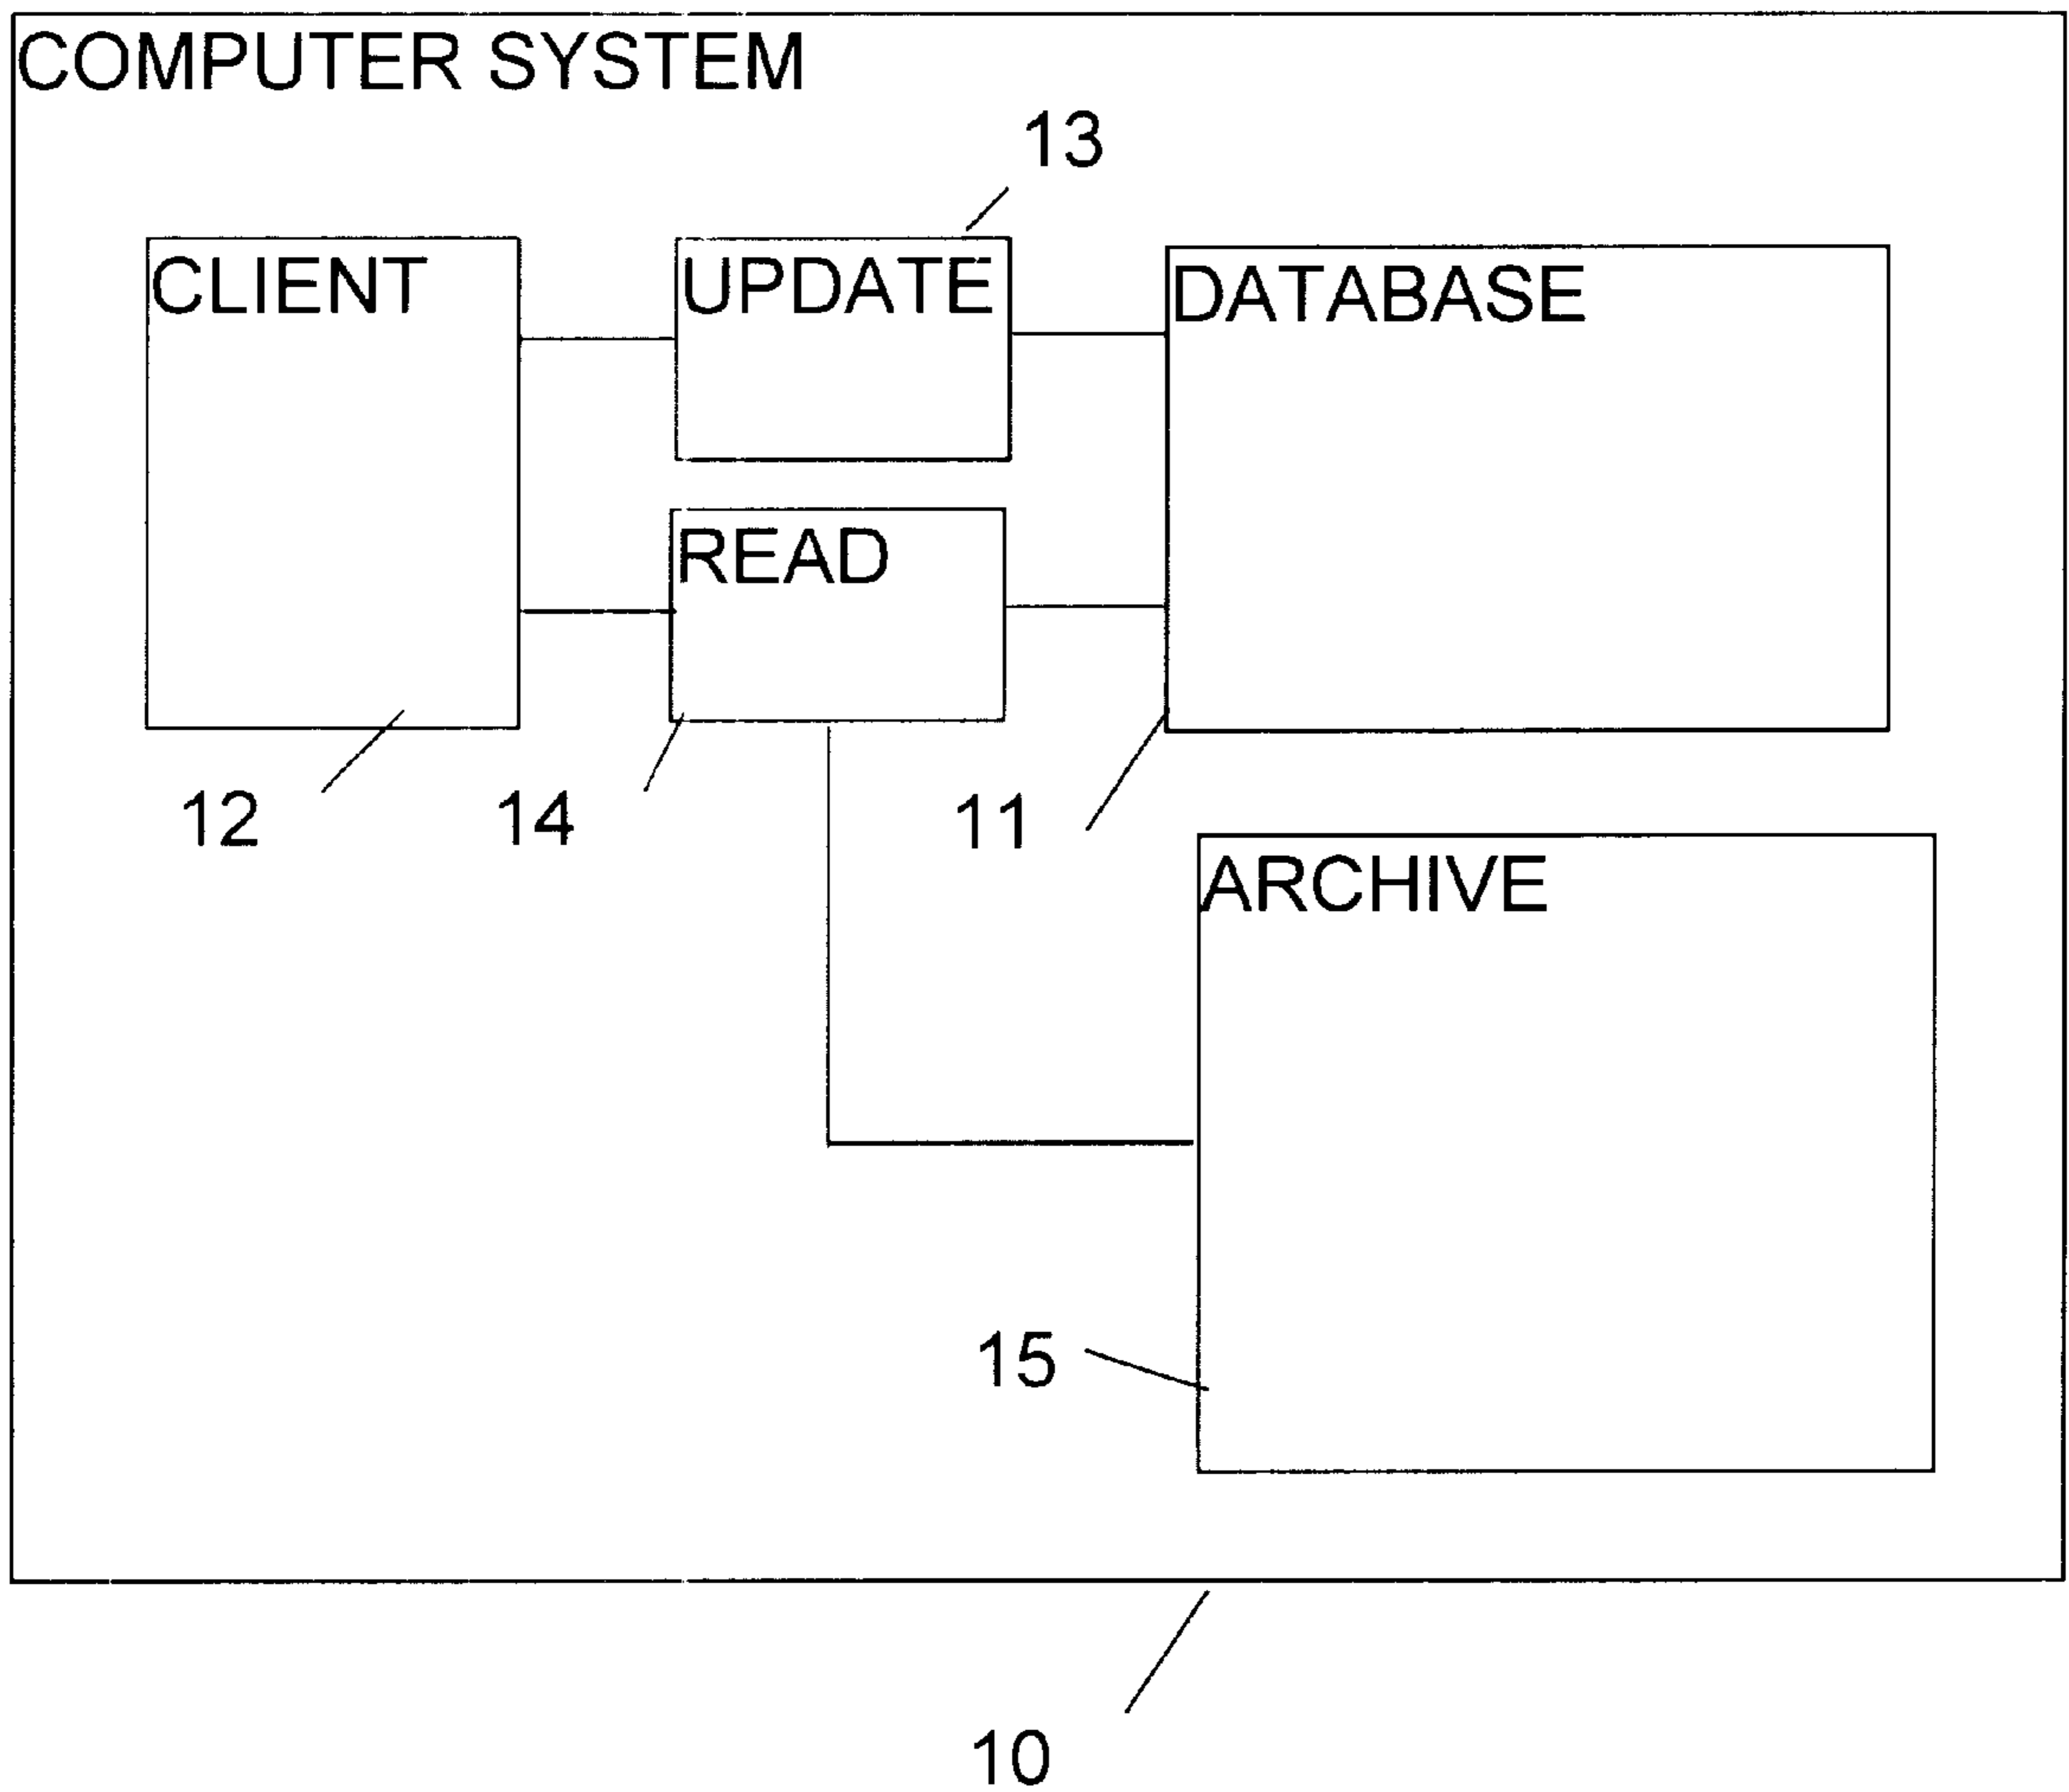 COMPUTER SYSTEM
13
CLIENT
UPDATE
DATABASE
READ
12
14
11
ARCHIVE
15
10